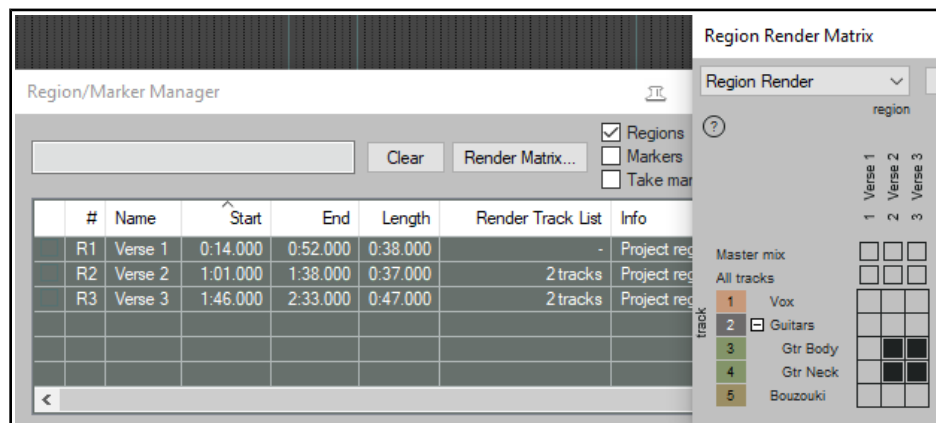 Region Render Matrix
Region/Marker Manager
Region Render
region
Regions
Clear
Render Matrix...
Markers
Take mar
Verse 1
Verse 2
Verse 3
1 2 3
# Name Start End Length Render Track List Info
R1 Verse 1 0:14.000 0:52.000 0:38.000 - Project reg
R2 Verse 2 1:01.000 1:38.000 0:37.000 2 tracks Project reg
R3 Verse 3 1:46.000 2:33.000 0:47.000 2 tracks Project reg
Master mix
All tracks
track
1 Vox
2 Guitars
3 Gtr Body
4 Gtr Neck
5 Bouzouki